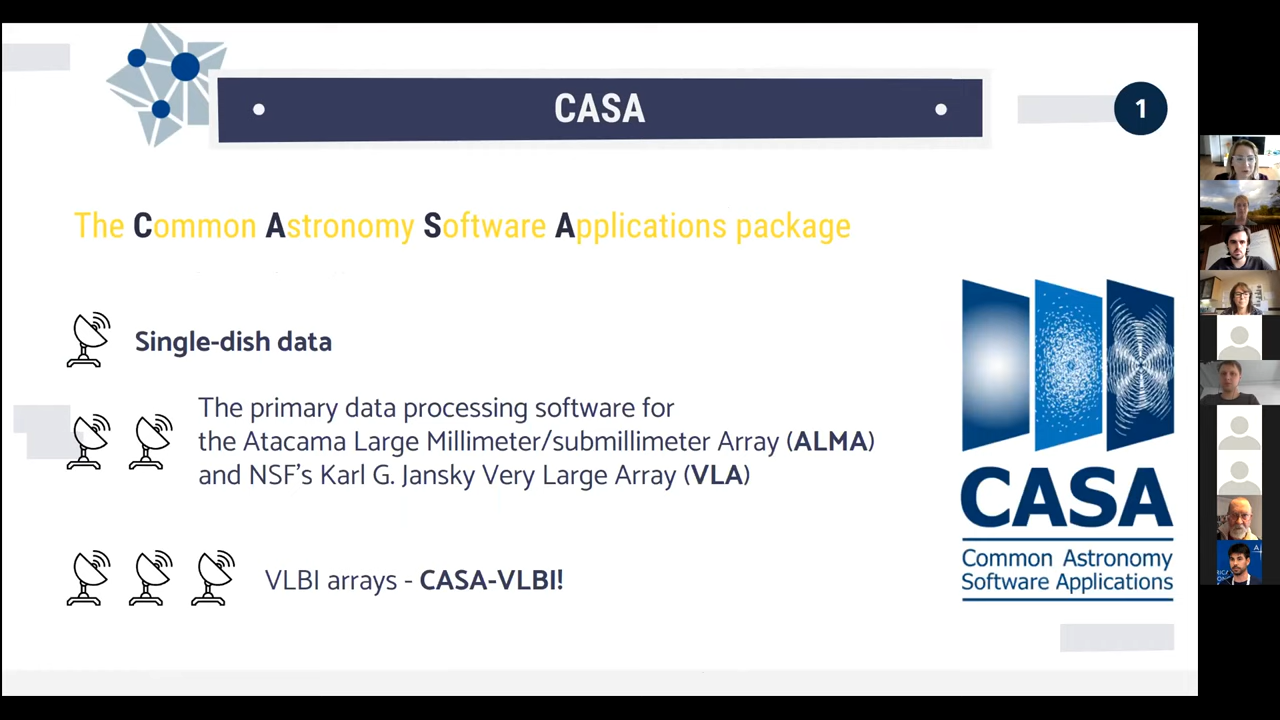 CASA
1
The Common Astronomy Software Applications package
Single-dish data
The primary data processing software for
the Atacama Large Millimeter/submillimeter Array (ALMA)
and NSF's Karl G. Jansky Very Large Array (VLA)
VLBI arrays - CASA-VLBI!
CASA
Common Astronomy
Software Applications